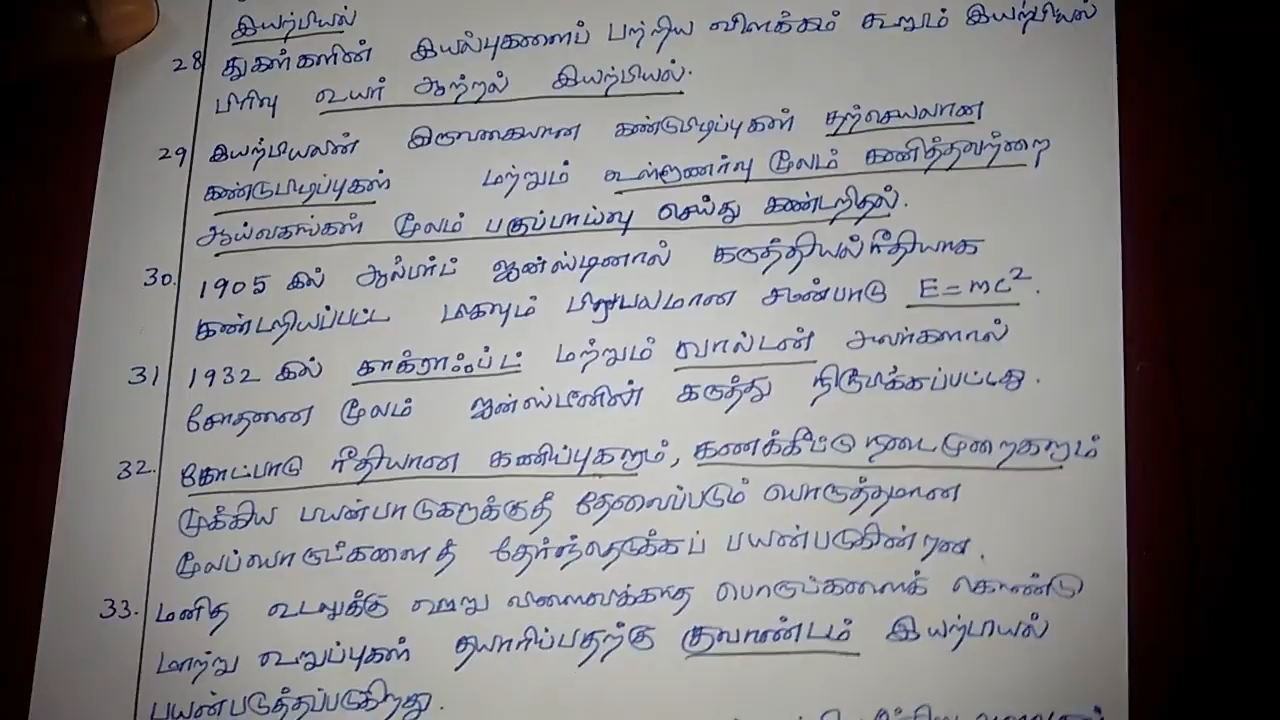 இயற்பியல்
28 துகள்களின் இயல்புகளைப் பற்றிய விளக்கம் கூறும் இயற்பியல்
பிரிவு உயர் ஆற்றல் இயற்பியல்.
29 இயற்பியலின் இருவகையான கண்டுபிடிப்புகள் தற்செயலான
கண்டுபிடிப்புகள் மற்றும் உள்ளுணர்வு மூலம் கணித்தவற்றை
ஆய்வகங்கள் மூலம் பகுப்பாய்வு செய்து கண்டறிதல்.
30. 1905 இல் ஆல்பர்ட் ஐன்ஸ்டினால் கருத்தியல் ரீதியாக
கண்டறியப்பட்ட மிகவும் பிரபலமான சமன்பாடு E=mc².
31 1932 இல் காக்ராஃப்ட் மற்றும் வால்டன் அவர்களால்
சோதனை மூலம் ஐன்ஸ்டீனின் கருத்து நிரூபிக்கப்பட்டது.
32. கோட்பாடு ரீதியான கணிப்புகளும், கணக்கீட்டு நடைமுறைகளும்
முக்கிய பயன்பாடுகளுக்குத் தேவைப்படும் பொருத்தமான
மூலப்பொருட்களைத் தேர்ந்தெடுக்கப் பயன்படுகின்றன.
33. மனித உடலுக்கு ஊறு விளைவிக்காத பொருட்களைக் கொண்டு
மாற்று உறுப்புகள் தயாரிப்பதற்கு குவாண்டம் இயற்பியல்
பயன்படுத்தப்படுகிறது.